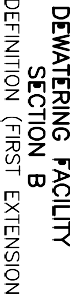 DEWATERING FACILITY
SECTION B
DEFINITION (FIRST EXTENSION